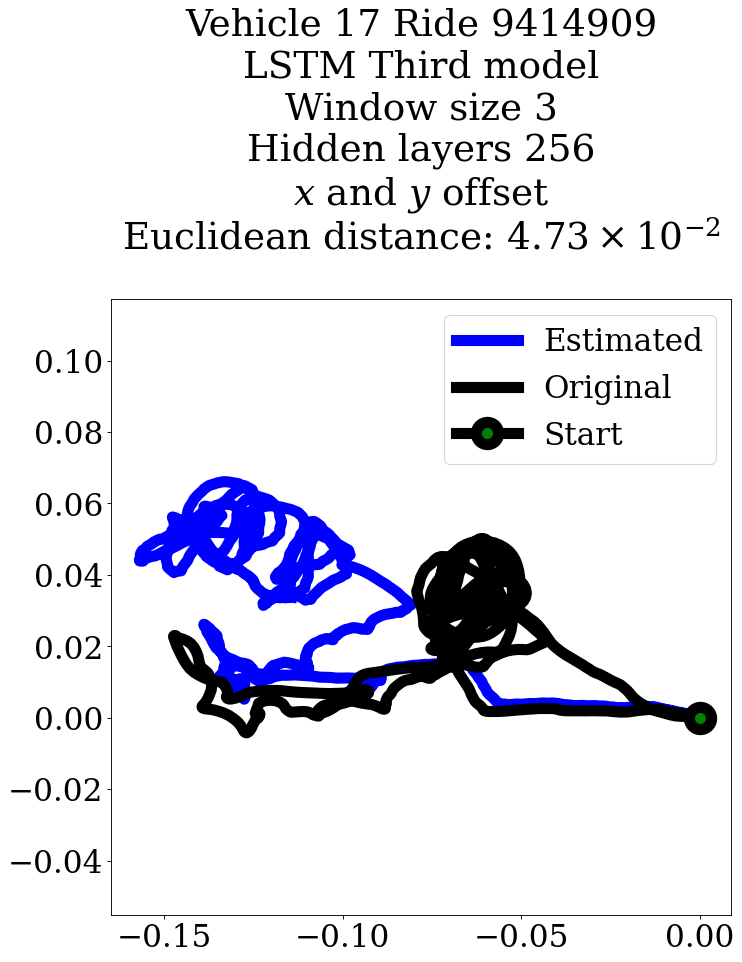 Vehicle 17 Ride 9414909
LSTM Third model
Window size 3
Hidden layers 256
x and y offset
Euclidean distance: 4.73 × 10⁻²
Estimated
Original
Start
0.10
0.08
0.06
0.04
0.02
0.00
−0.02
−0.04
−0.15 −0.10 −0.05 0.00